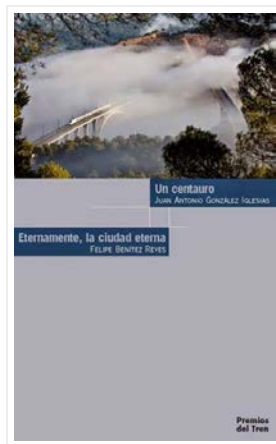 Un centauro
JUAN ANTONIO GONZÁLEZ IGLESIAS
Eternamente, la ciudad eterna
FELIPE BENÍTEZ REYES
Premios
del Tren